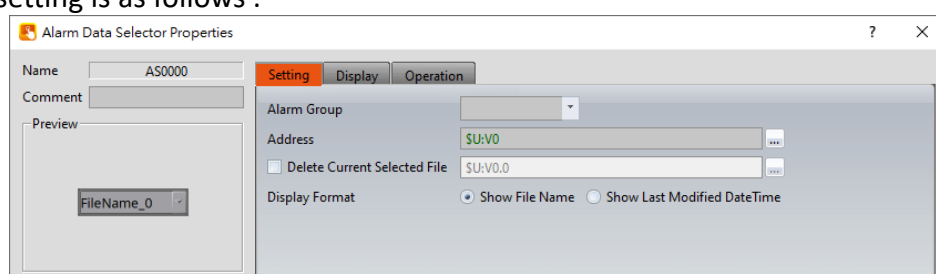 setting is as follows :
Alarm Data Selector Properties ? ×
Name AS0000
Comment
Preview
FileName_0
Setting Display Operation
Alarm Group
Address $U:V0 ...
Delete Current Selected File $U:V0.0 ...
Display Format Show File Name Show Last Modified DateTime